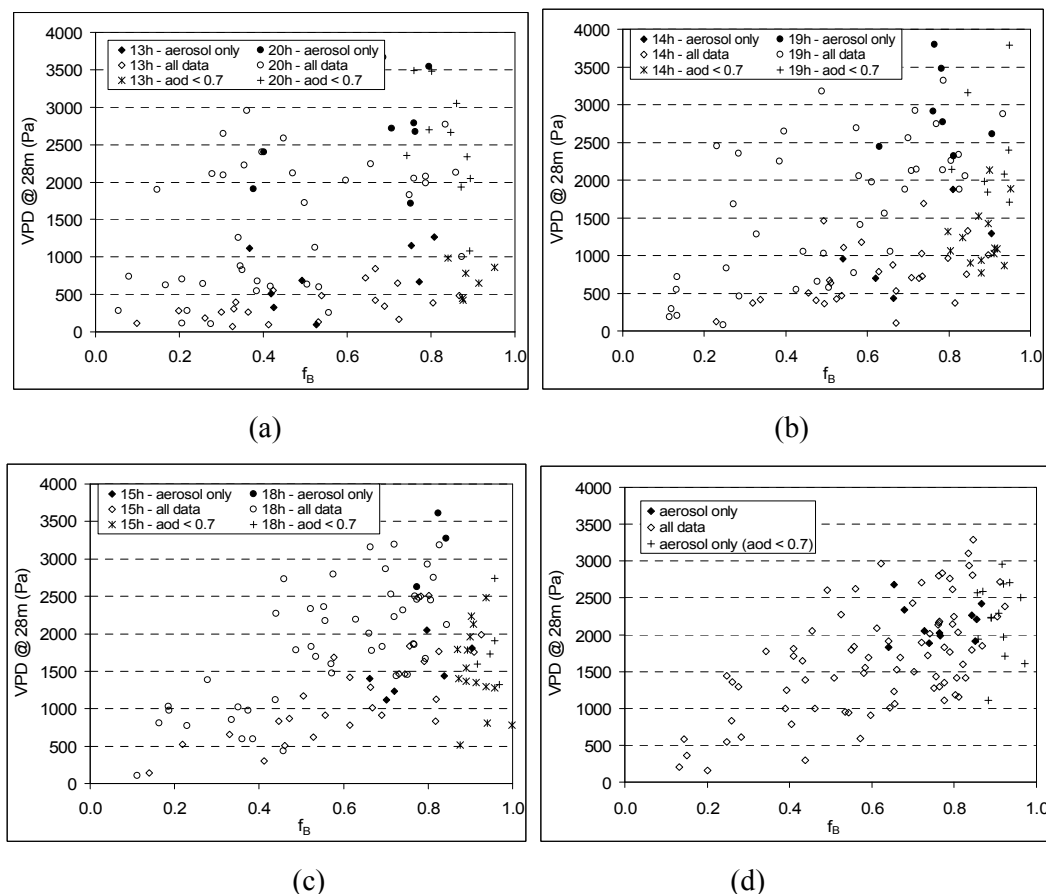 4000
3500
3000
2500
2000
1500
1000
500
0
VPD @ 28m (Pa)
13h - aerosol only 20h - aerosol only
13h - all data 20h - all data
13h - aod < 0.7 20h - aod < 0.7
0.0 0.2 0.4 0.6 0.8 1.0
f_B
(a)
4000
3500
3000
2500
2000
1500
1000
500
0
VPD @ 28m (Pa)
14h - aerosol only 19h - aerosol only
14h - all data 19h - all data
14h - aod < 0.7 19h - aod < 0.7
0.0 0.2 0.4 0.6 0.8 1.0
f_B
(b)
4000
3500
3000
2500
2000
1500
1000
500
0
VPD @ 28m (Pa)
15h - aerosol only 18h - aerosol only
15h - all data 18h - all data
15h - aod < 0.7 18h - aod < 0.7
0.0 0.2 0.4 0.6 0.8 1.0
f_B
(c)
4000
3500
3000
2500
2000
1500
1000
500
0
VPD @ 28m (Pa)
aerosol only
all data
aerosol only (aod < 0.7)
0.0 0.2 0.4 0.6 0.8 1.0
f_B
(d)